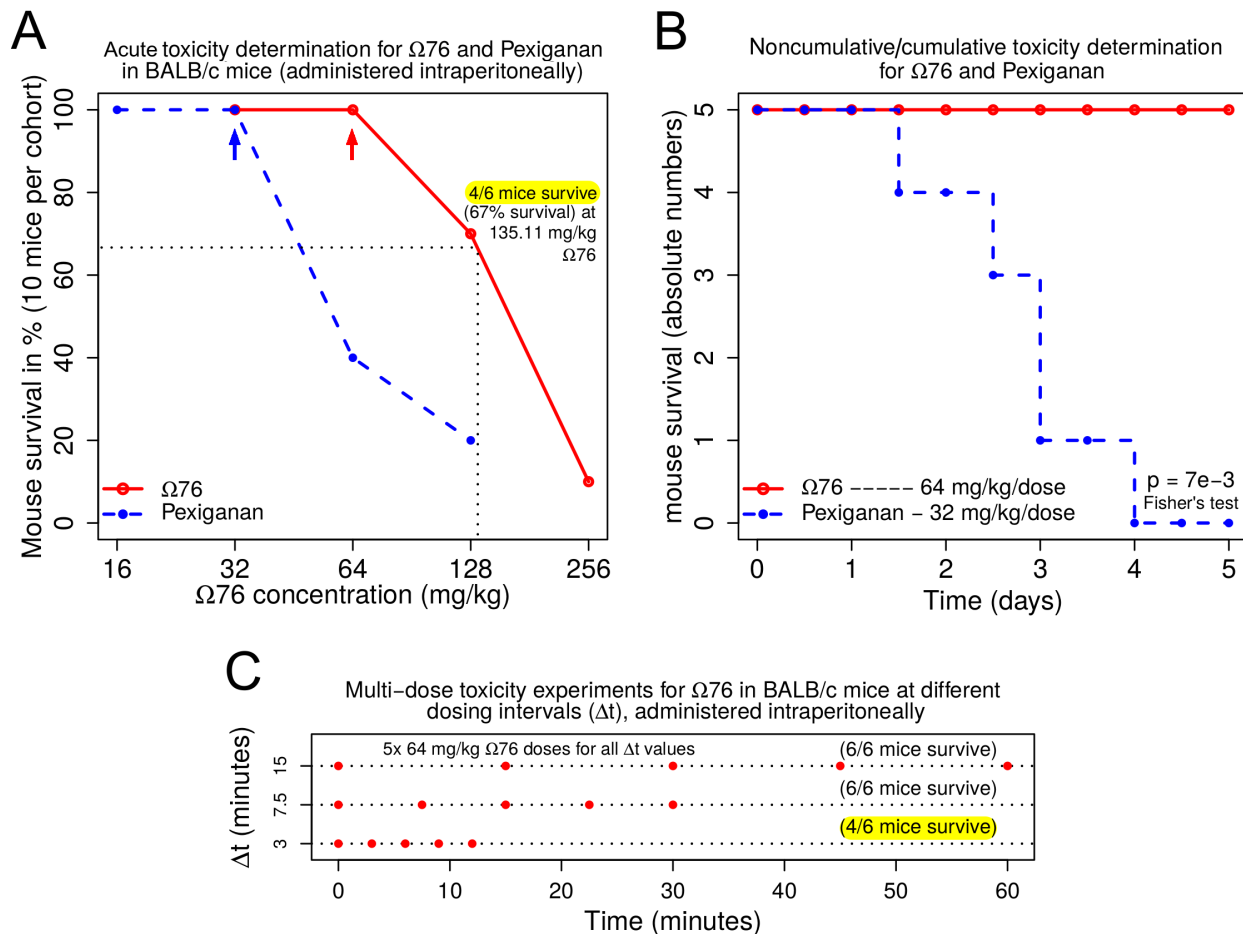 A
Acute toxicity determination for Ω76 and Pexiganan
in BALB/c mice (administered intraperitoneally)
Mouse survival in % (10 mice per cohort)
100
80
60
40
20
0
4/6 mice survive
(67% survival) at
135.11 mg/kg
Ω76
Ω76
Pexiganan
16 32 64 128 256
Ω76 concentration (mg/kg)
B
Noncumulative/cumulative toxicity determination
for Ω76 and Pexiganan
mouse survival (absolute numbers)
5
4
3
2
1
0
Ω76 −−−−− 64 mg/kg/dose
Pexiganan − 32 mg/kg/dose
p = 7e−3
Fisher's test
0 1 2 3 4 5
Time (days)
C
Multi−dose toxicity experiments for Ω76 in BALB/c mice at different
dosing intervals (Δt), administered intraperitoneally
Δt (minutes)
5x 64 mg/kg Ω76 doses for all Δt values
(6/6 mice survive)
15
(6/6 mice survive)
7.5
(4/6 mice survive)
3
0 10 20 30 40 50 60
Time (minutes)